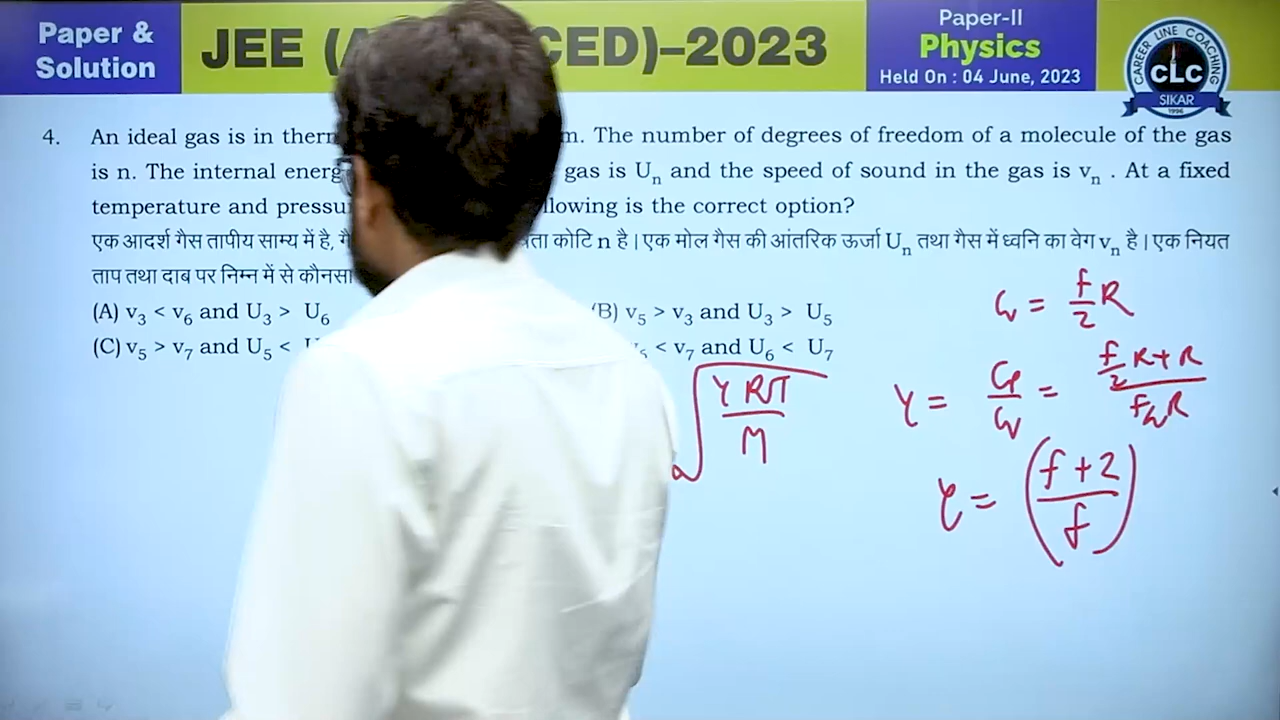 Paper &
Solution
JEE (A CED)–2023
Paper-II
Physics
Held On : 04 June, 2023
CAREER LINE COACHING
CLC
SIKAR
1996
4. An ideal gas is in therm. The number of degrees of freedom of a molecule of the gas
is n. The internal energ gas is Uₙ and the speed of sound in the gas is vₙ . At a fixed
temperature and pressu llowing is the correct option?
एक आदर्श गैस तापीय साम्य में है, कोटि n है। एक मोल गैस की आंतरिक ऊर्जा Uₙ तथा गैस में ध्वनि का वेग vₙ है। एक नियत
ताप तथा दाब पर निम्न में से कौनसा
(A) v₃ < v₆ and U₃ > U₆
(B) v₅ > v₃ and U₃ > U₅
(C) v₅ > v₇ and U₅ <
< v₇ and U₆ < U₇
√(γRT/M)
Cv = f/2 R
γ = Cp/Cv = (f/2 R + R)/(f/2 R)
γ = (f+2/f)